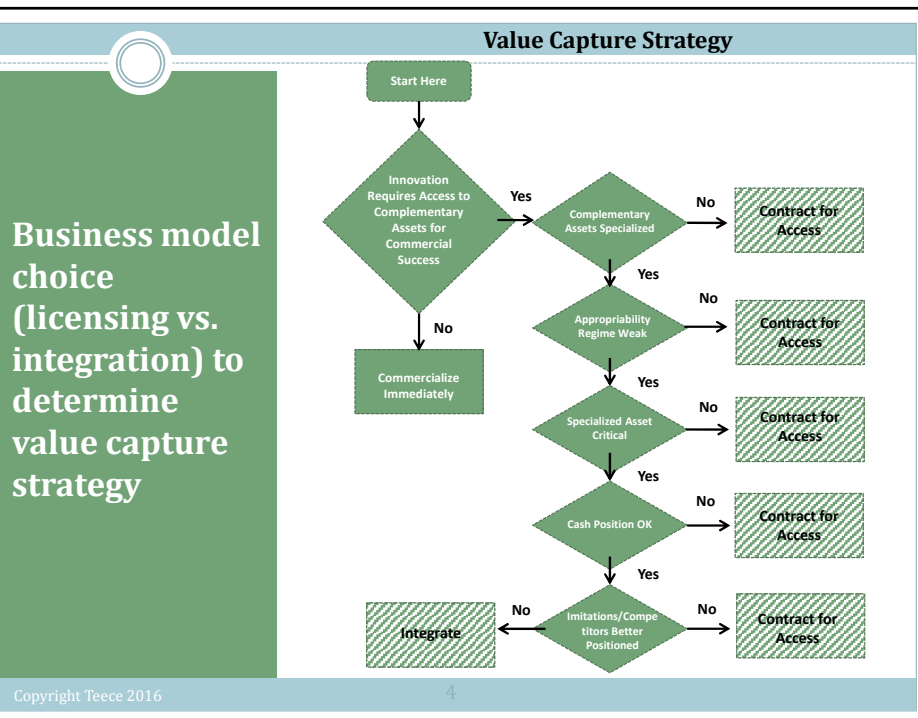 Value Capture Strategy
Business model
choice
(licensing vs.
integration) to
determine
value capture
strategy
Start Here
Innovation
Requires Access to
Complementary
Assets for
Commercial
Success
Yes
Complementary
Assets Specialized
No
Contract for
Access
Yes
No
Commercialize
Immediately
Appropriability
Regime Weak
No
Contract for
Access
Yes
Specialized Asset
Critical
No
Contract for
Access
Yes
Cash Position OK
No
Contract for
Access
Yes
Imitations/Compe
titors Better
Positioned
No
Integrate
No
Contract for
Access
Copyright Teece 2016
4